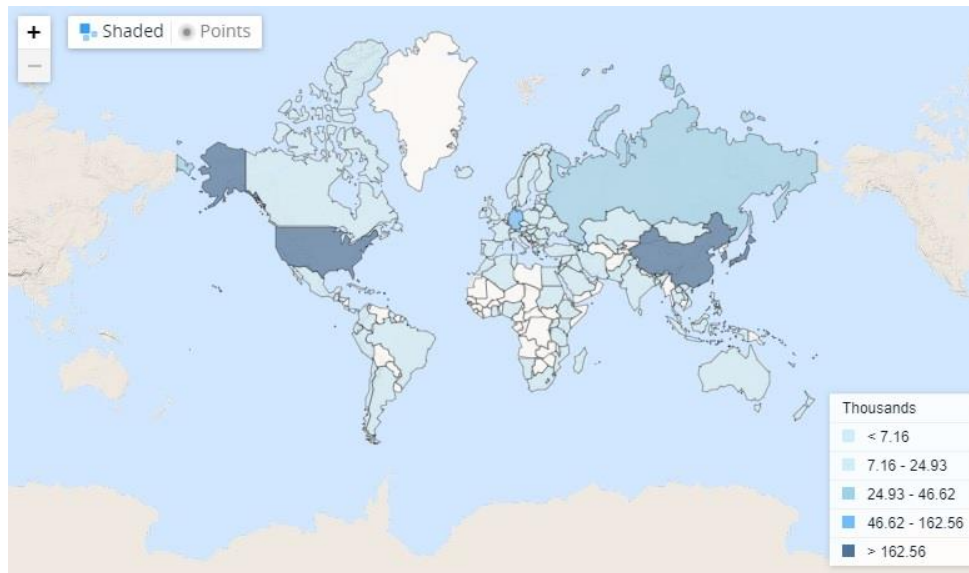 +
Shaded Points
−
Thousands
< 7.16
7.16 - 24.93
24.93 - 46.62
46.62 - 162.56
> 162.56